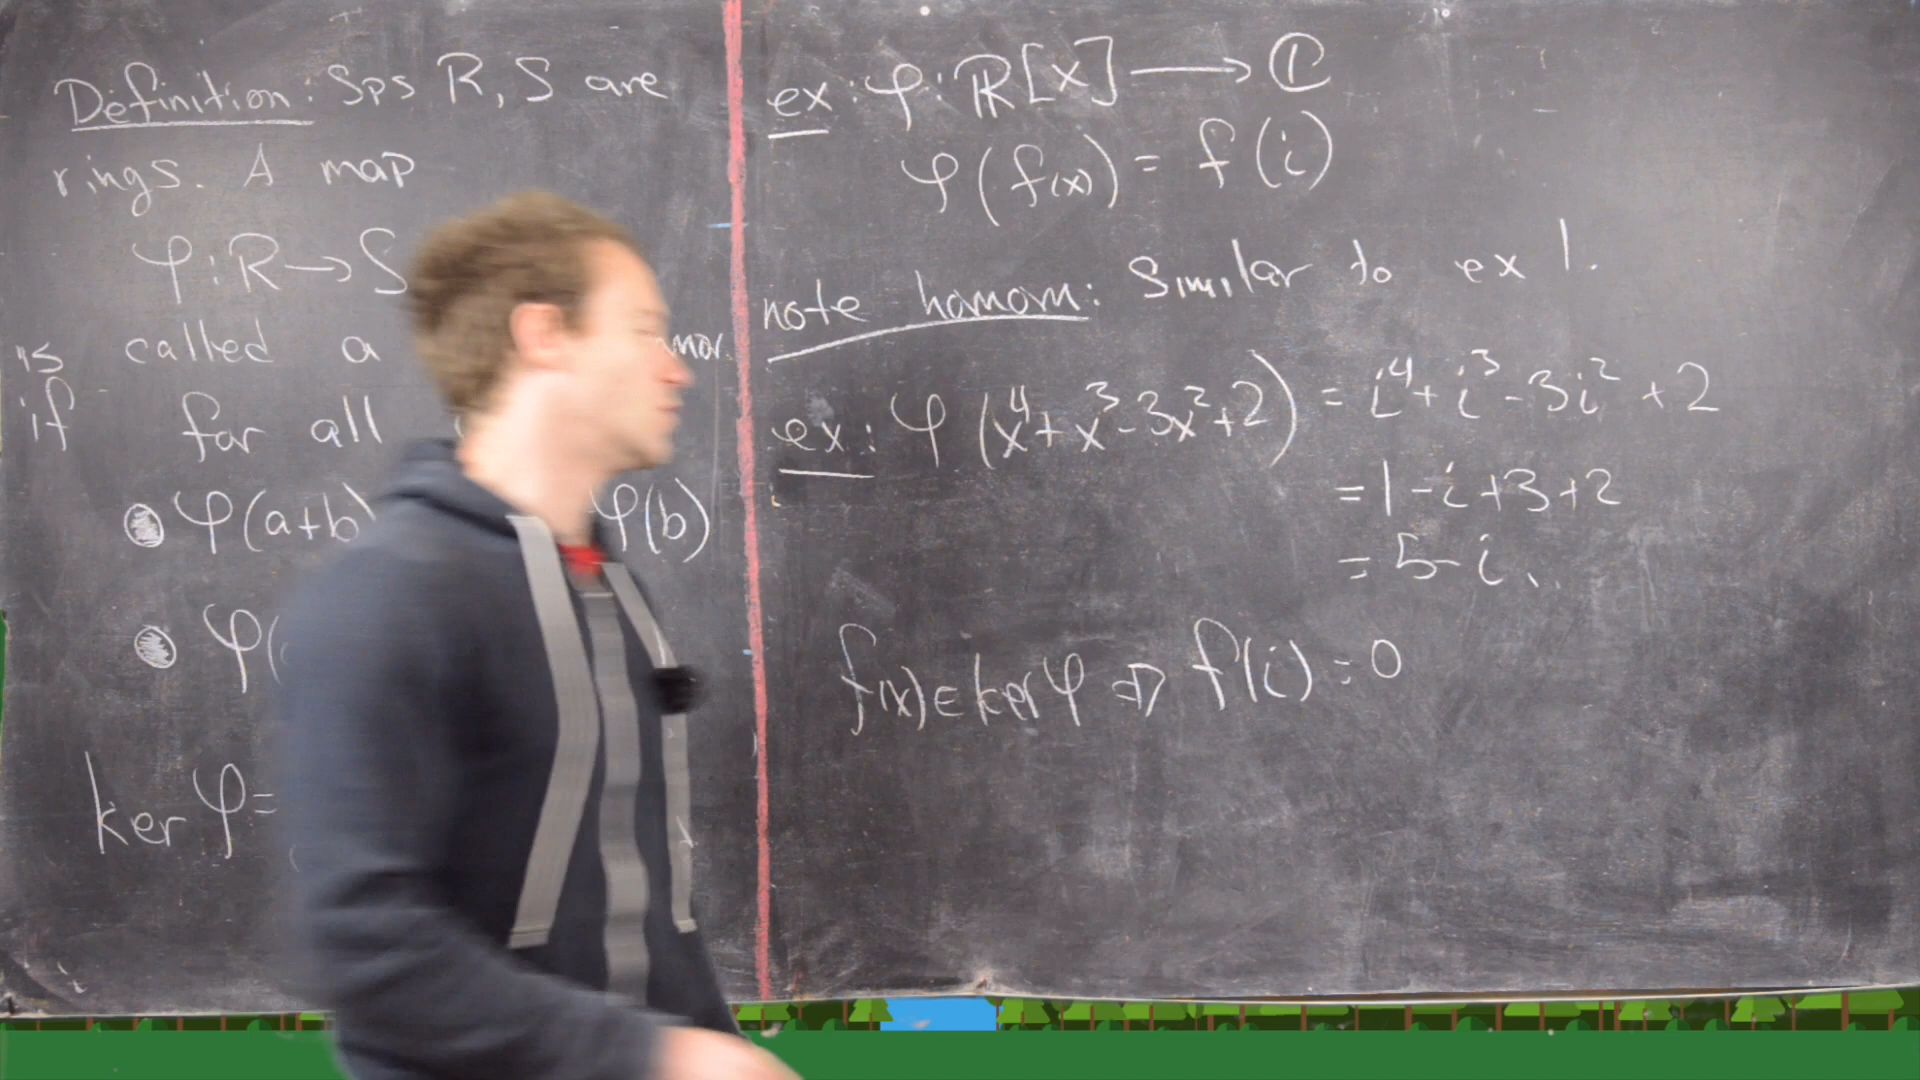 Definition: Sps R, S are
rings. A map
φ: R → S
is called a
if for all
• φ(a+b) φ(b)
• φ(
ker φ =
ex: φ: ℝ[x] → ℂ
φ(f(x)) = f(i)
note homom: Similar to ex 1.
ex: φ(x⁴+x³-3x²+2) = i⁴+i³-3i²+2
= 1-i+3+2
= 5-i.
f(x) ∈ ker φ ⇒ f(i) = 0